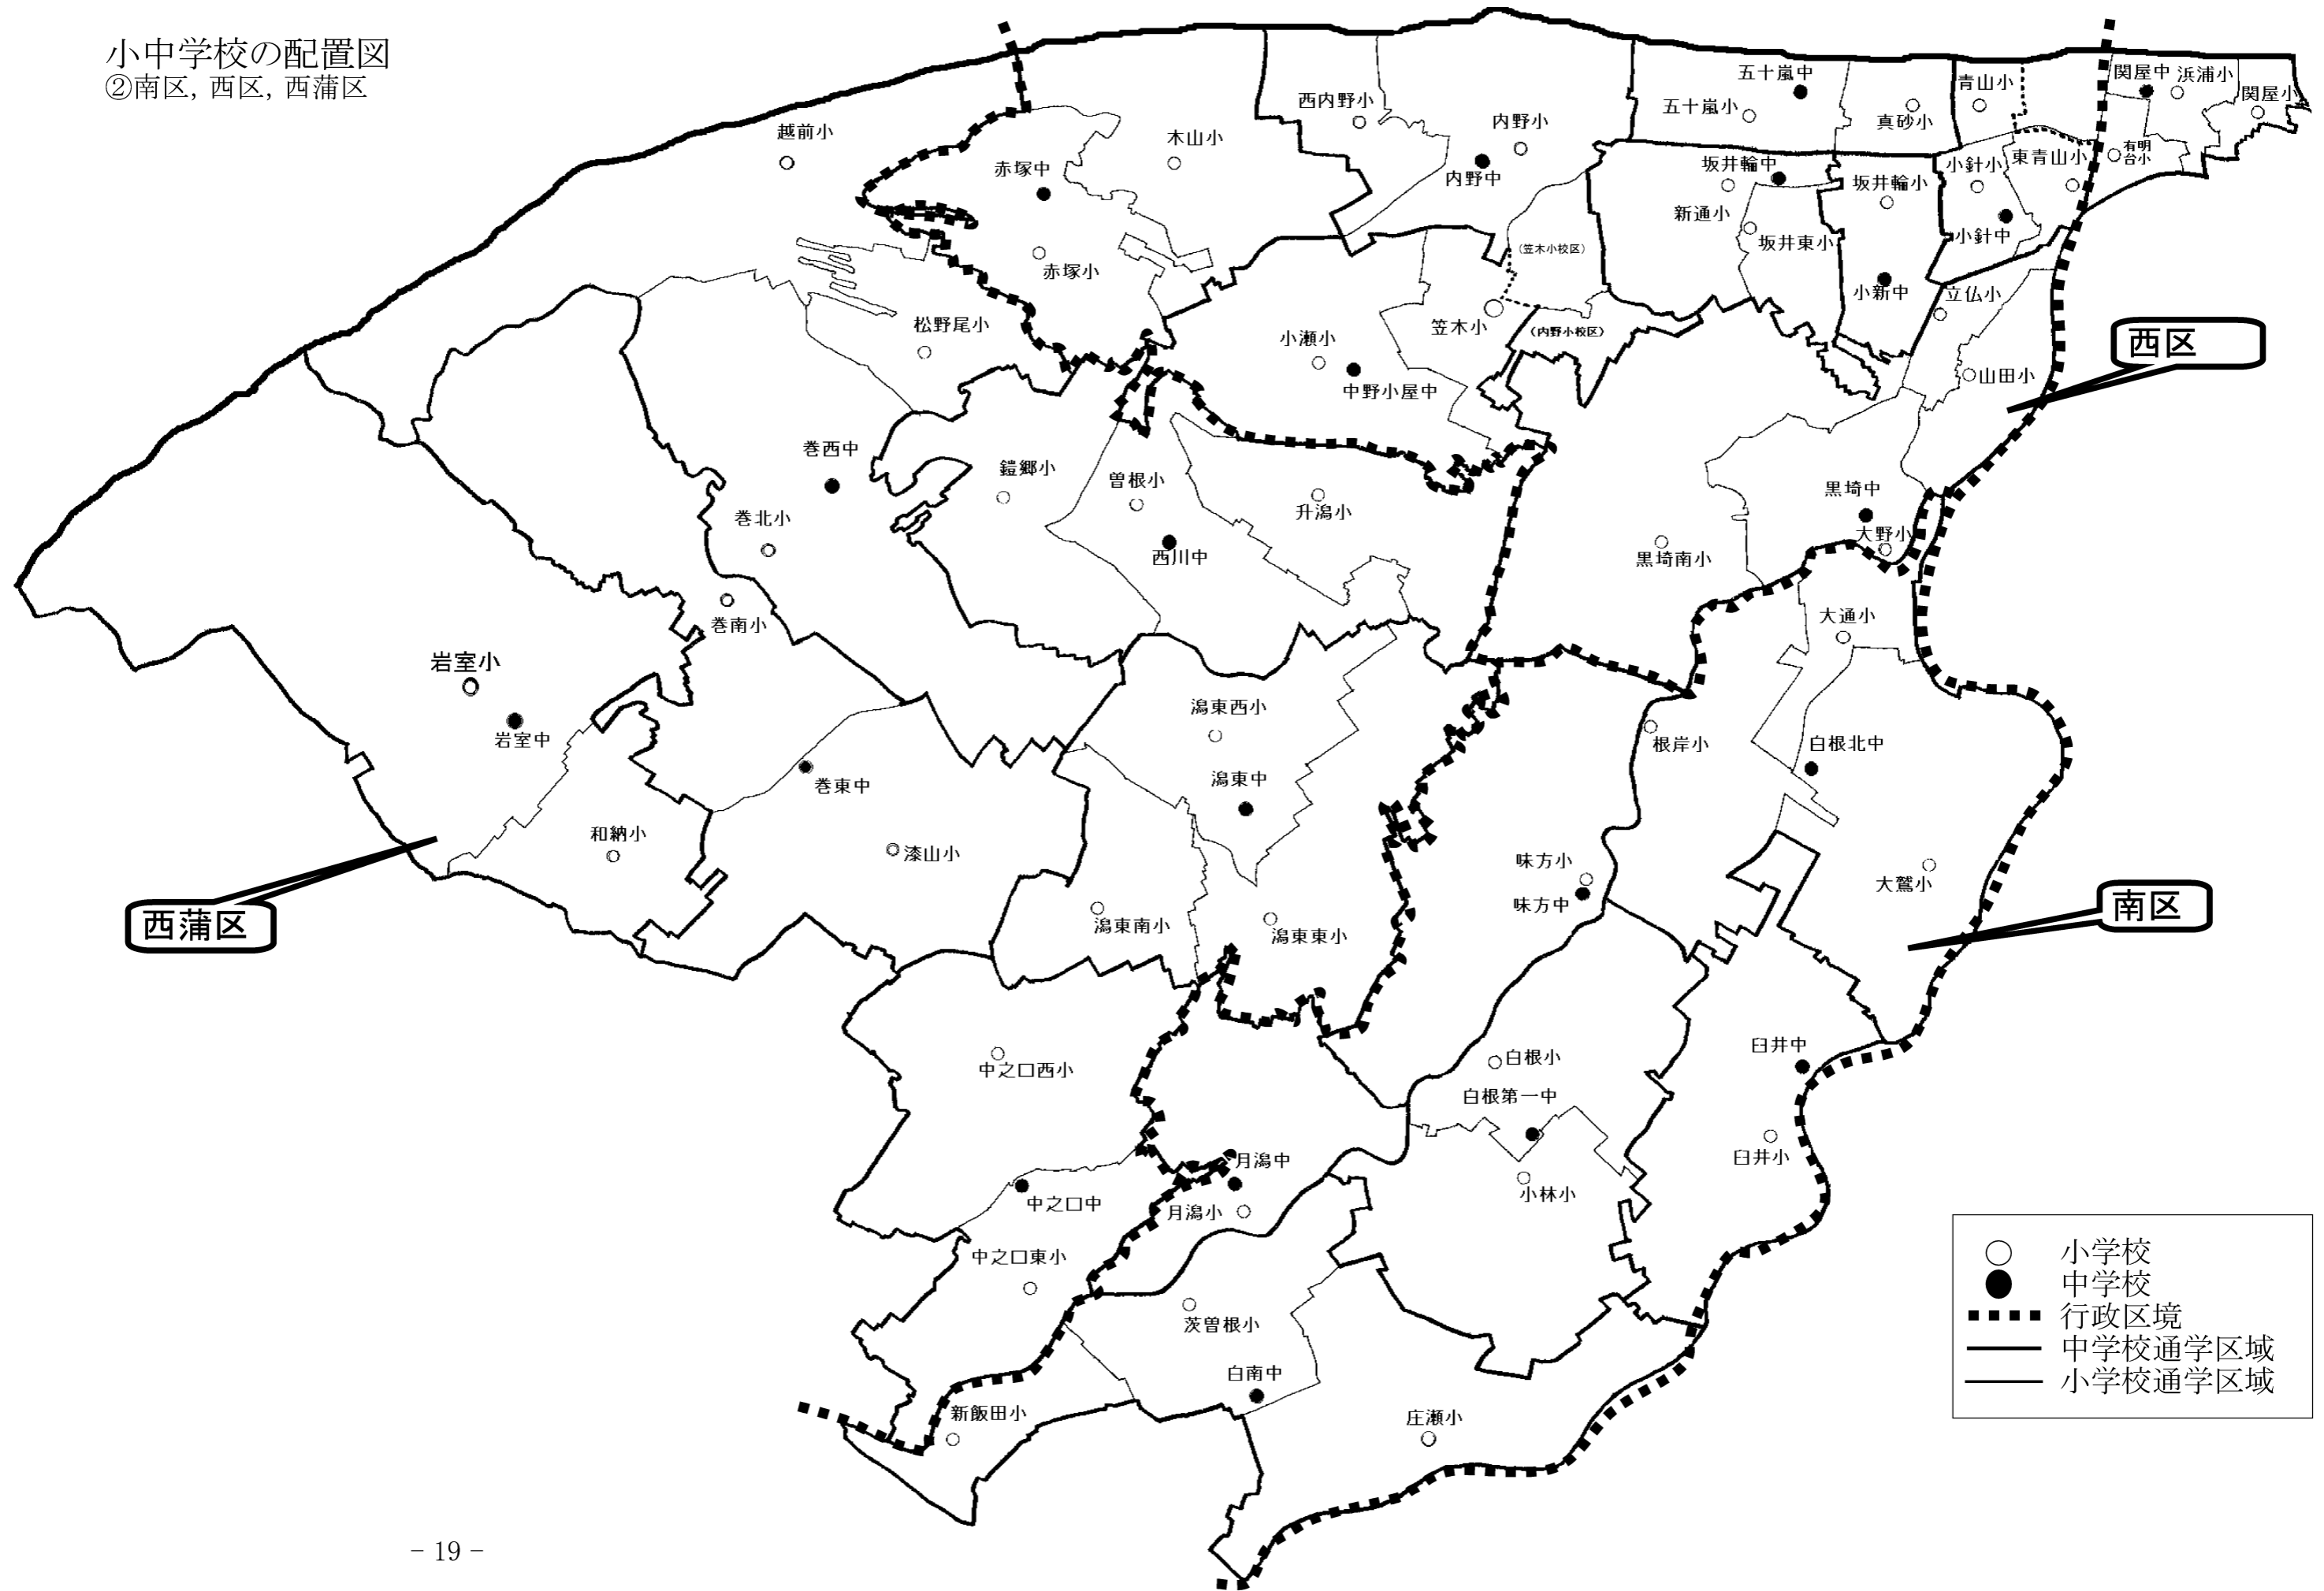 小中学校の配置図
②南区, 西区, 西蒲区
五十嵐中
関屋中
浜浦小
青山小
関屋小
西内野小
五十嵐小
越前小
木山小
内野小
真砂小
有明台小
赤塚中
坂井輪中
小針小
東青山小
内野中
坂井輪小
新通小
小針中
坂井東小
(笠木小校区)
赤塚小
小新中
立仏小
松野尾小
小瀬小
笠木小
(内野小校区)
西区
山田小
中野小屋中
巻西中
鎧郷小
曽根小
黒埼中
巻北小
升潟小
大野小
西川中
黒埼南小
巻南小
大通小
岩室小
潟東西小
岩室中
根岸小
白根北中
潟東中
巻東中
和納小
漆山小
味方小
大鷲小
味方中
南区
西蒲区
潟東南小
潟東東小
臼井中
白根小
中之口西小
白根第一中
臼井小
月潟中
小林小
中之口中
月潟小
中之口東小
茨曽根小
白南中
新飯田小
庄瀬小
小学校
中学校
行政区境
中学校通学区域
小学校通学区域
- 19 -